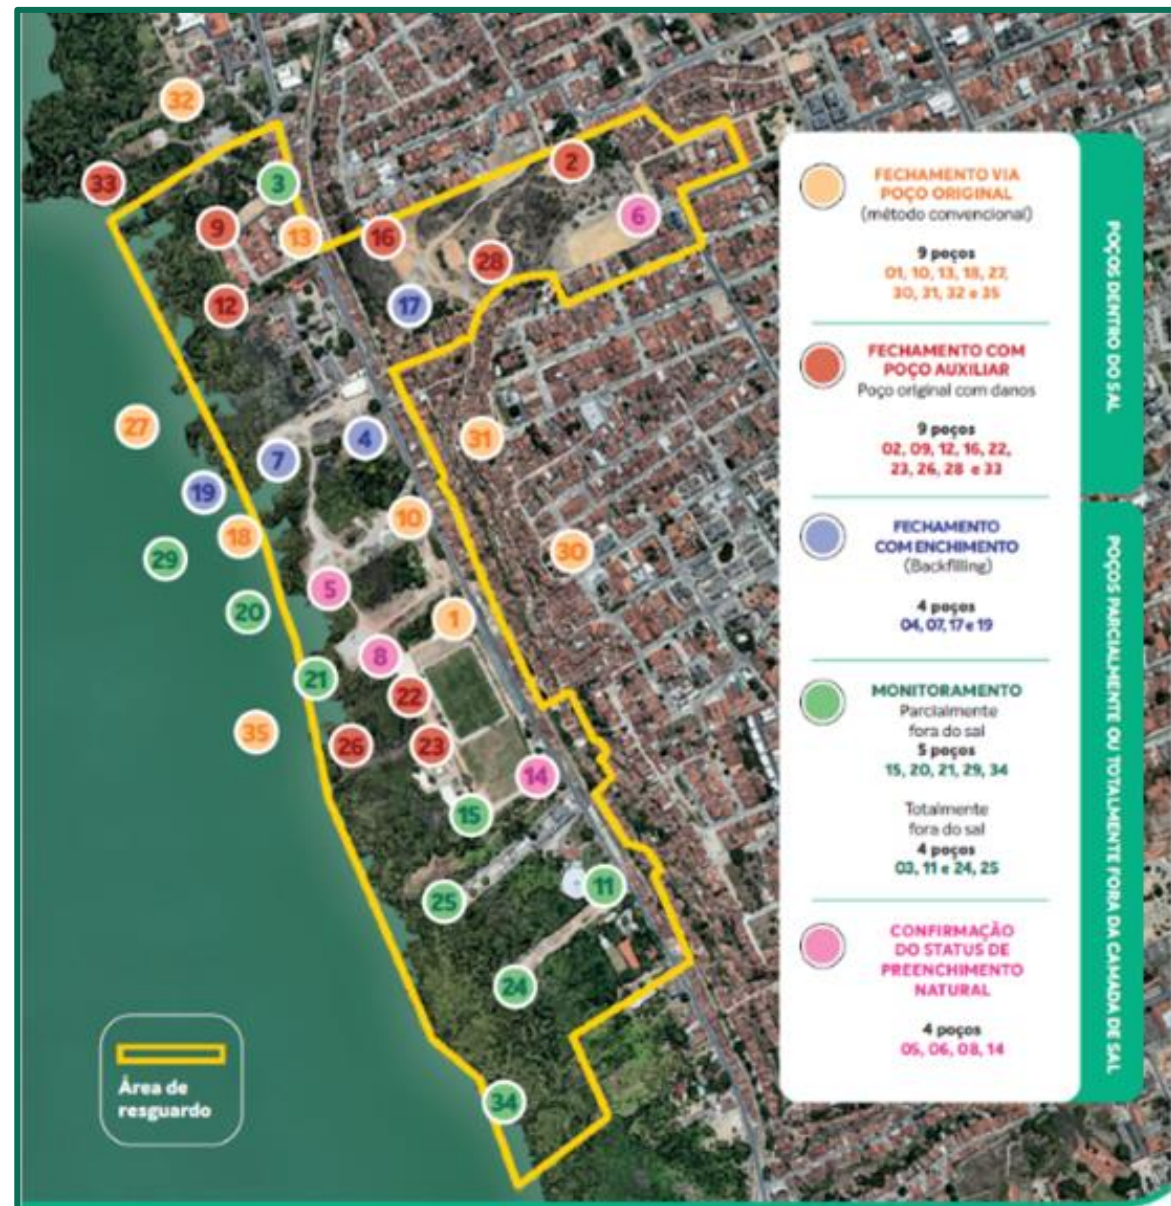 32
33
3
2
9
13
16
6
28
12
17
27
4
31
7
19
10
18
30
29
5
20
1
8
21
22
35
26
23
14
15
11
25
24
34
Área de
resguardo
FECHAMENTO VIA
POÇO ORIGINAL
(método convencional)
9 poços
01, 10, 13, 18, 27,
30, 31, 32 e 35
FECHAMENTO COM
POÇO AUXILIAR
Poço original com danos
9 poços
02, 09, 12, 16, 22,
23, 26, 28 e 33
FECHAMENTO
COM ENCHIMENTO
(Backfilling)
4 poços
04, 07, 17 e 19
MONITORAMENTO
Parcialmente
fora do sal
5 poços
15, 20, 21, 29, 34
Totalmente
fora do sal
4 poços
03, 11 e 24, 25
CONFIRMAÇÃO
DO STATUS DE
PREENCHIMENTO
NATURAL
4 poços
05, 06, 08, 14
POÇOS DENTRO DO SAL
POÇOS PARCIALMENTE OU TOTALMENTE FORA DA CAMADA DE SAL